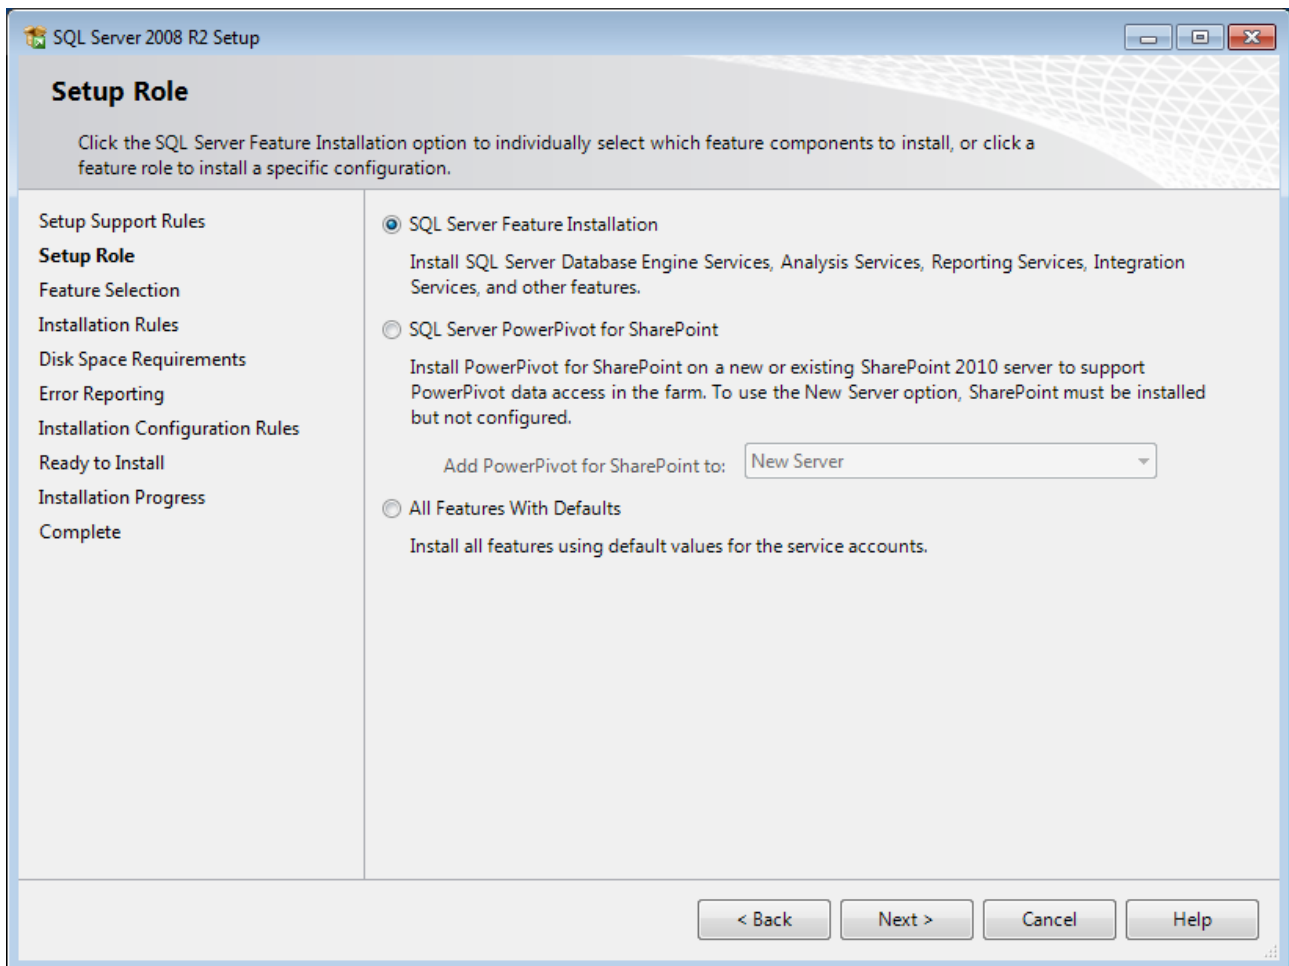 SQL Server 2008 R2 Setup
Setup Role
Click the SQL Server Feature Installation option to individually select which feature components to install, or click a
feature role to install a specific configuration.
Setup Support Rules
Setup Role
Feature Selection
Installation Rules
Disk Space Requirements
Error Reporting
Installation Configuration Rules
Ready to Install
Installation Progress
Complete
SQL Server Feature Installation
Install SQL Server Database Engine Services, Analysis Services, Reporting Services, Integration
Services, and other features.
SQL Server PowerPivot for SharePoint
Install PowerPivot for SharePoint on a new or existing SharePoint 2010 server to support
PowerPivot data access in the farm. To use the New Server option, SharePoint must be installed
but not configured.
Add PowerPivot for SharePoint to: New Server
All Features With Defaults
Install all features using default values for the service accounts.
< Back Next > Cancel Help